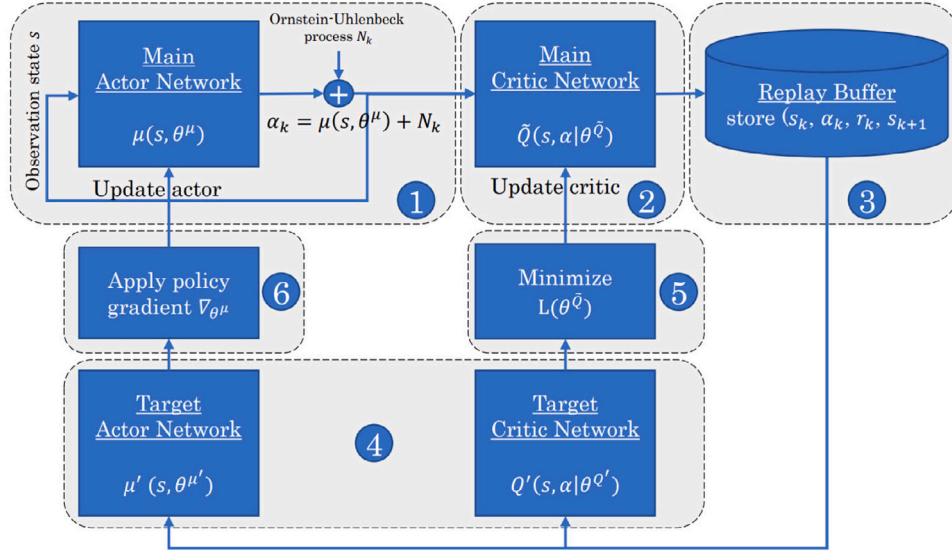 Observation state s
Main
Actor Network
μ(s, θ^μ)
Ornstein-Uhlenbeck
process N_k
+
α_k = μ(s, θ^μ) + N_k
Update actor
1
Main
Critic Network
Q̃(s, α|θ^Q̃)
Update critic
2
Replay Buffer
store (s_k, α_k, r_k, s_{k+1}
3
Apply policy
gradient ∇_{θ^μ}
6
Minimize
L(θ^Q̃)
5
Target
Actor Network
μ′ (s, θ^{μ′})
4
Target
Critic Network
Q′(s, α|θ^{Q′})